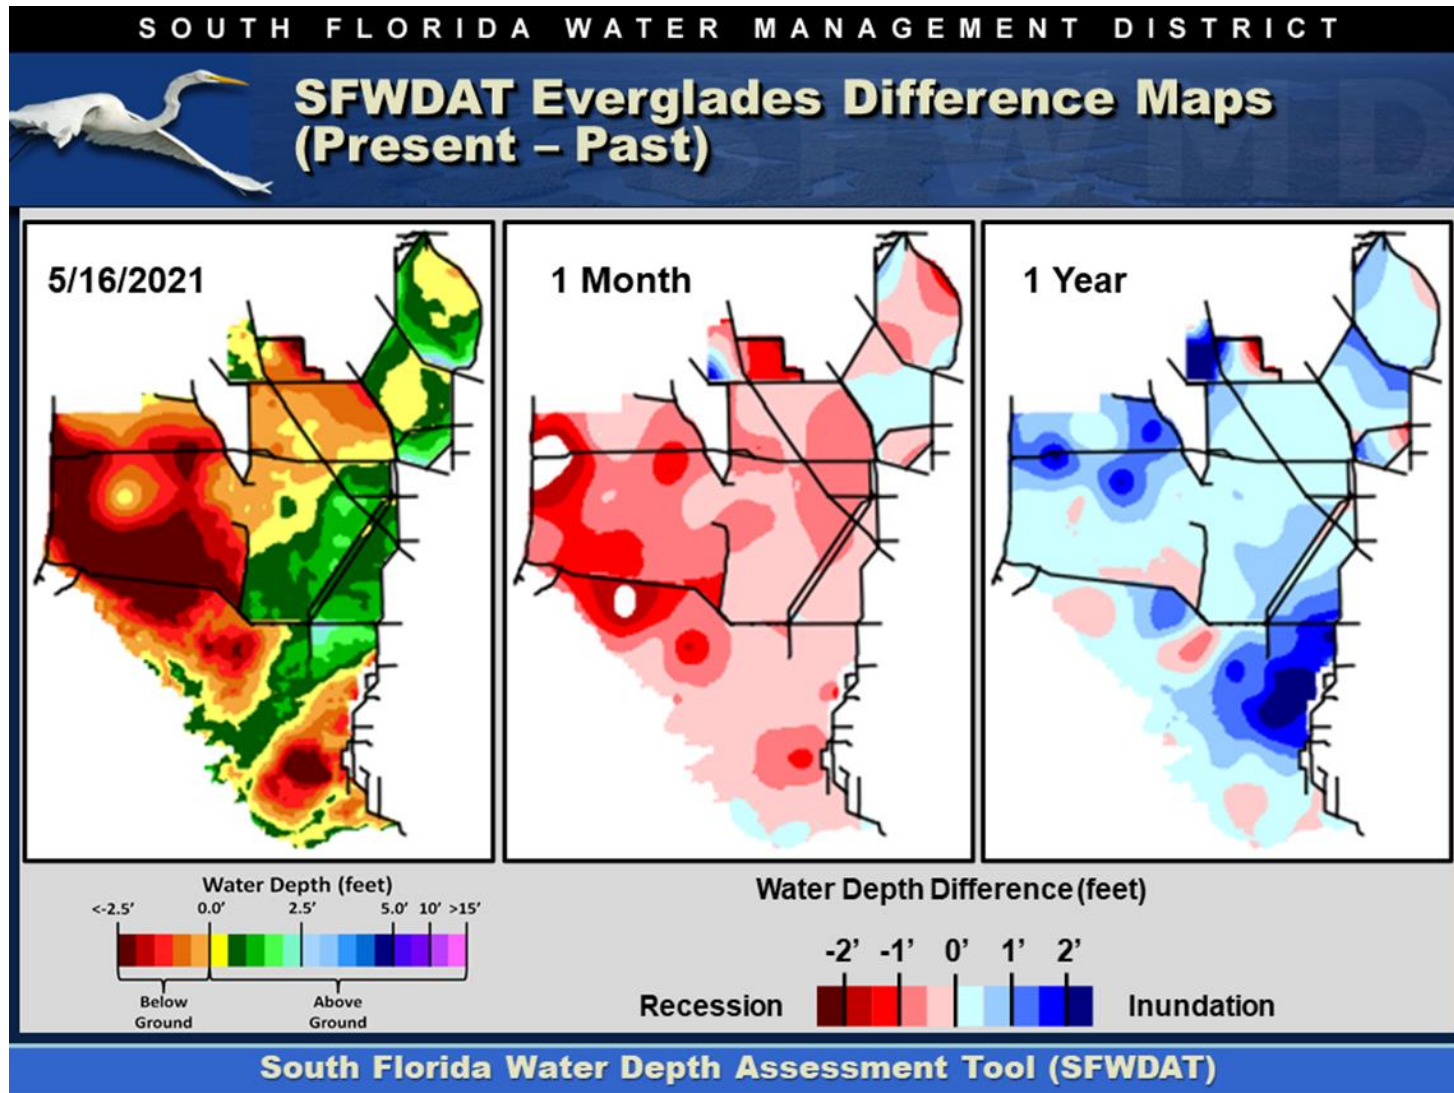 SOUTH FLORIDA WATER MANAGEMENT DISTRICT
SFWDAT Everglades Difference Maps
(Present – Past)
5/16/2021
1 Month
1 Year
Water Depth (feet)
<-2.5’ 0.0’ 2.5’ 5.0’ 10’ >15’
Below
Ground
Above
Ground
Water Depth Difference (feet)
-2’ -1’ 0’ 1’ 2’
Recession
Inundation
South Florida Water Depth Assessment Tool (SFWDAT)